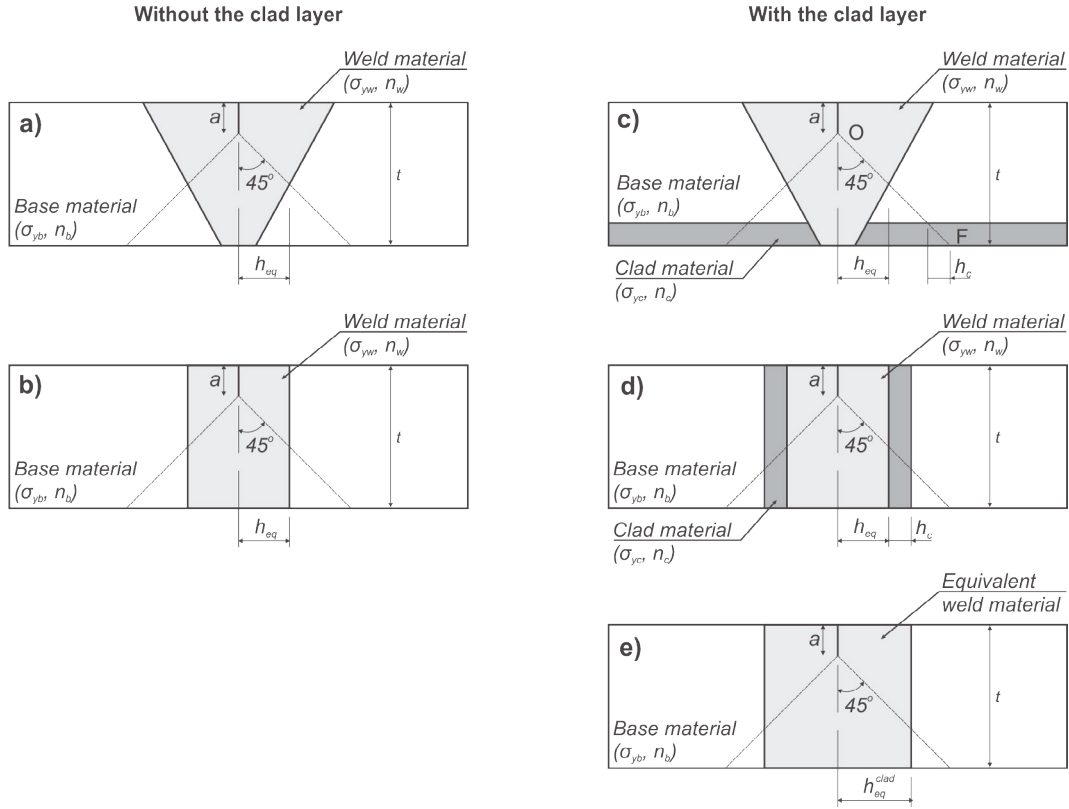 Without the clad layer
With the clad layer
Weld material
(σyw, nw)
a)
a
45°
t
Base material
(σyb, nb)
heq
Weld material
(σyw, nw)
c)
a
O
45°
t
Base material
(σyb, nb)
F
Clad material
(σyc, nc)
heq
hc
Weld material
(σyw, nw)
b)
a
45°
t
Base material
(σyb, nb)
heq
Weld material
(σyw, nw)
d)
a
45°
t
Base material
(σyb, nb)
Clad material
(σyc, nc)
heq
hc
Equivalent
weld material
e)
a
45°
t
Base material
(σyb, nb)
heq clad